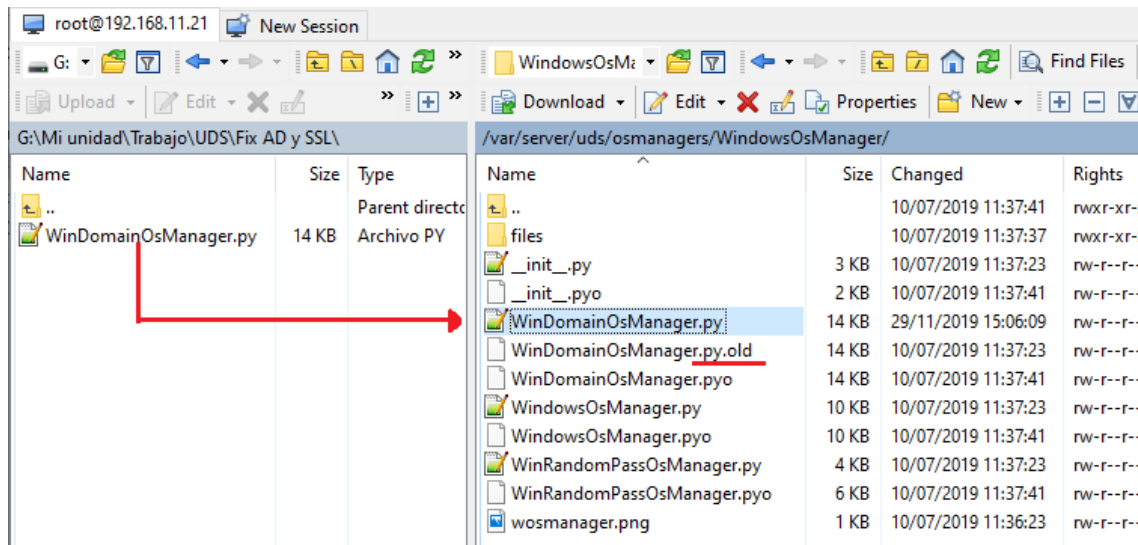 root@192.168.11.21 New Session
G: » WindowsOsMa Find Files
Upload Edit » » Download Edit Properties New
G:\Mi unidad\Trabajo\UDS\Fix AD y SSL\ /var/server/uds/osmanagers/WindowsOsManager/
Name Size Type Name Size Changed Rights
.. Parent directo .. 10/07/2019 11:37:41 rwxr-xr-
WinDomainOsManager.py 14 KB Archivo PY files 10/07/2019 11:37:37 rwxr-xr-
__init__.py 3 KB 10/07/2019 11:37:23 rw-r--r--
__init__.pyo 2 KB 10/07/2019 11:37:41 rw-r--r--
WinDomainOsManager.py 14 KB 29/11/2019 15:06:09 rw-r--r--
WinDomainOsManager.py.old 14 KB 10/07/2019 11:37:23 rw-r--r--
WinDomainOsManager.pyo 14 KB 10/07/2019 11:37:41 rw-r--r--
WindowsOsManager.py 10 KB 10/07/2019 11:37:23 rw-r--r--
WindowsOsManager.pyo 10 KB 10/07/2019 11:37:41 rw-r--r--
WinRandomPassOsManager.py 4 KB 10/07/2019 11:37:23 rw-r--r--
WinRandomPassOsManager.pyo 6 KB 10/07/2019 11:37:41 rw-r--r--
wosmanager.png 1 KB 10/07/2019 11:36:23 rw-r--r--